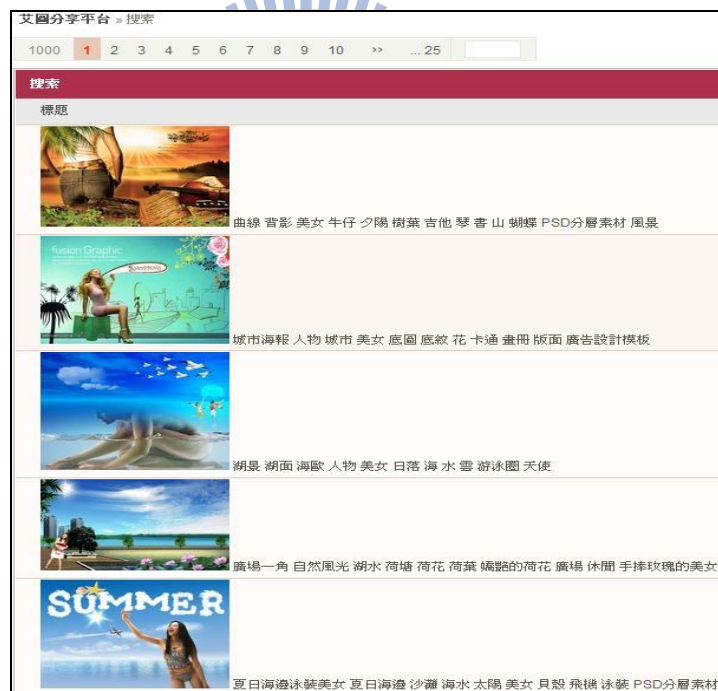 艾圖分享平台 » 搜索
1000 1 2 3 4 5 6 7 8 9 10 >> ... 25
搜索
標題
曲線 背影 美女 牛仔 夕陽 樹葉 吉他 琴 書 山 蝴蝶 PSD分層素材 風景
fusion Graphic
城市海報 人物 城市 美女 底圖 底紋 花 卡通 畫冊 版面 廣告設計模板
湖景 湖面 海歐 人物 美女 日落 海 水 雲 游泳圈 天使
廣場一角 自然風光 湖水 荷塘 荷花 荷葉 嬌豔的荷花 廣場 休閒 手捧玫瑰的美女
SUMMER
夏日海邊泳裝美女 夏日海邊 沙灘 海水 太陽 美女 貝殼 飛機 泳裝 PSD分層素材